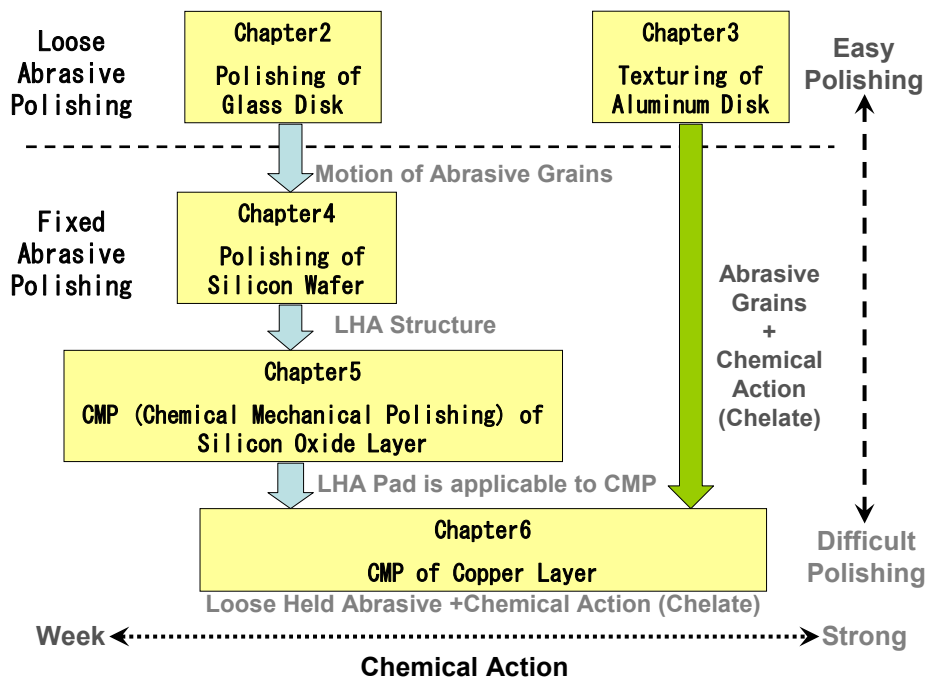 Loose
Abrasive
Polishing
Chapter2
Polishing of
Glass Disk
Chapter3
Texturing of
Aluminum Disk
Easy
Polishing
Motion of Abrasive Grains
Fixed
Abrasive
Polishing
Chapter4
Polishing of
Silicon Wafer
LHA Structure
Abrasive
Grains
+
Chemical
Action
(Chelate)
Chapter5
CMP (Chemical Mechanical Polishing) of
Silicon Oxide Layer
LHA Pad is applicable to CMP
Chapter6
CMP of Copper Layer
Difficult
Polishing
Loose Held Abrasive +Chemical Action (Chelate)
Week
Strong
Chemical Action